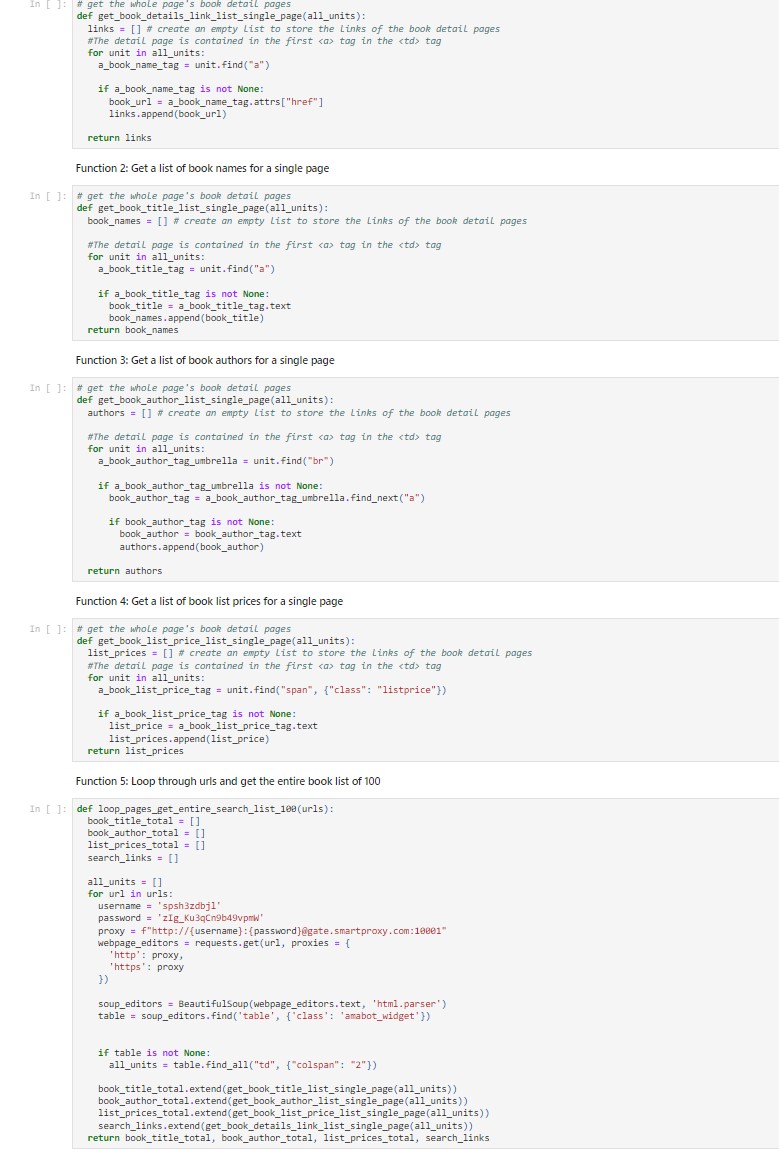 In [ ]: # get the whole page's book detail pages
def get_book_details_link_list_single_page(all_units):
  links = [] # create an empty list to store the links of the book detail pages
  #The detail page is contained in the first <a> tag in the <td> tag
  for unit in all_units:
    a_book_name_tag = unit.find("a")

    if a_book_name_tag is not None:
      book_url = a_book_name_tag.attrs["href"]
      links.append(book_url)

  return links
Function 2: Get a list of book names for a single page
In [ ]: # get the whole page's book detail pages
def get_book_title_list_single_page(all_units):
  book_names = [] # create an empty list to store the links of the book detail pages

  #The detail page is contained in the first <a> tag in the <td> tag
  for unit in all_units:
    a_book_title_tag = unit.find("a")

    if a_book_title_tag is not None:
      book_title = a_book_title_tag.text
      book_names.append(book_title)
  return book_names
Function 3: Get a list of book authors for a single page
In [ ]: # get the whole page's book detail pages
def get_book_author_list_single_page(all_units):
  authors = [] # create an empty list to store the links of the book detail pages

  #The detail page is contained in the first <a> tag in the <td> tag
  for unit in all_units:
    a_book_author_tag_umbrella = unit.find("br")

    if a_book_author_tag_umbrella is not None:
      book_author_tag = a_book_author_tag_umbrella.find_next("a")

      if book_author_tag is not None:
        book_author = book_author_tag.text
        authors.append(book_author)

  return authors
Function 4: Get a list of book list prices for a single page
In [ ]: # get the whole page's book detail pages
def get_book_list_price_list_single_page(all_units):
  list_prices = [] # create an empty list to store the links of the book detail pages
  #The detail page is contained in the first <a> tag in the <td> tag
  for unit in all_units:
    a_book_list_price_tag = unit.find("span", {"class": "listprice"})

    if a_book_list_price_tag is not None:
      list_price = a_book_list_price_tag.text
      list_prices.append(list_price)
  return list_prices
Function 5: Loop through urls and get the entire book list of 100
In [ ]: def loop_pages_get_entire_search_list_100(urls):
  book_title_total = []
  book_author_total = []
  list_prices_total = []
  search_links = []

  all_units = []
  for url in urls:
    username = 'spsh3zdbjl'
    password = 'zIg_Ku3qCn9b49vpmW'
    proxy = f"http://{username}:{password}@gate.smartproxy.com:10001"
    webpage_editors = requests.get(url, proxies = {
      'http': proxy,
      'https': proxy
    })

    soup_editors = BeautifulSoup(webpage_editors.text, 'html.parser')
    table = soup_editors.find('table', {'class': 'amabot_widget'})

    if table is not None:
      all_units = table.find_all("td", {"colspan": "2"})

    book_title_total.extend(get_book_title_list_single_page(all_units))
    book_author_total.extend(get_book_author_list_single_page(all_units))
    list_prices_total.extend(get_book_list_price_list_single_page(all_units))
    search_links.extend(get_book_details_link_list_single_page(all_units))
  return book_title_total, book_author_total, list_prices_total, search_links